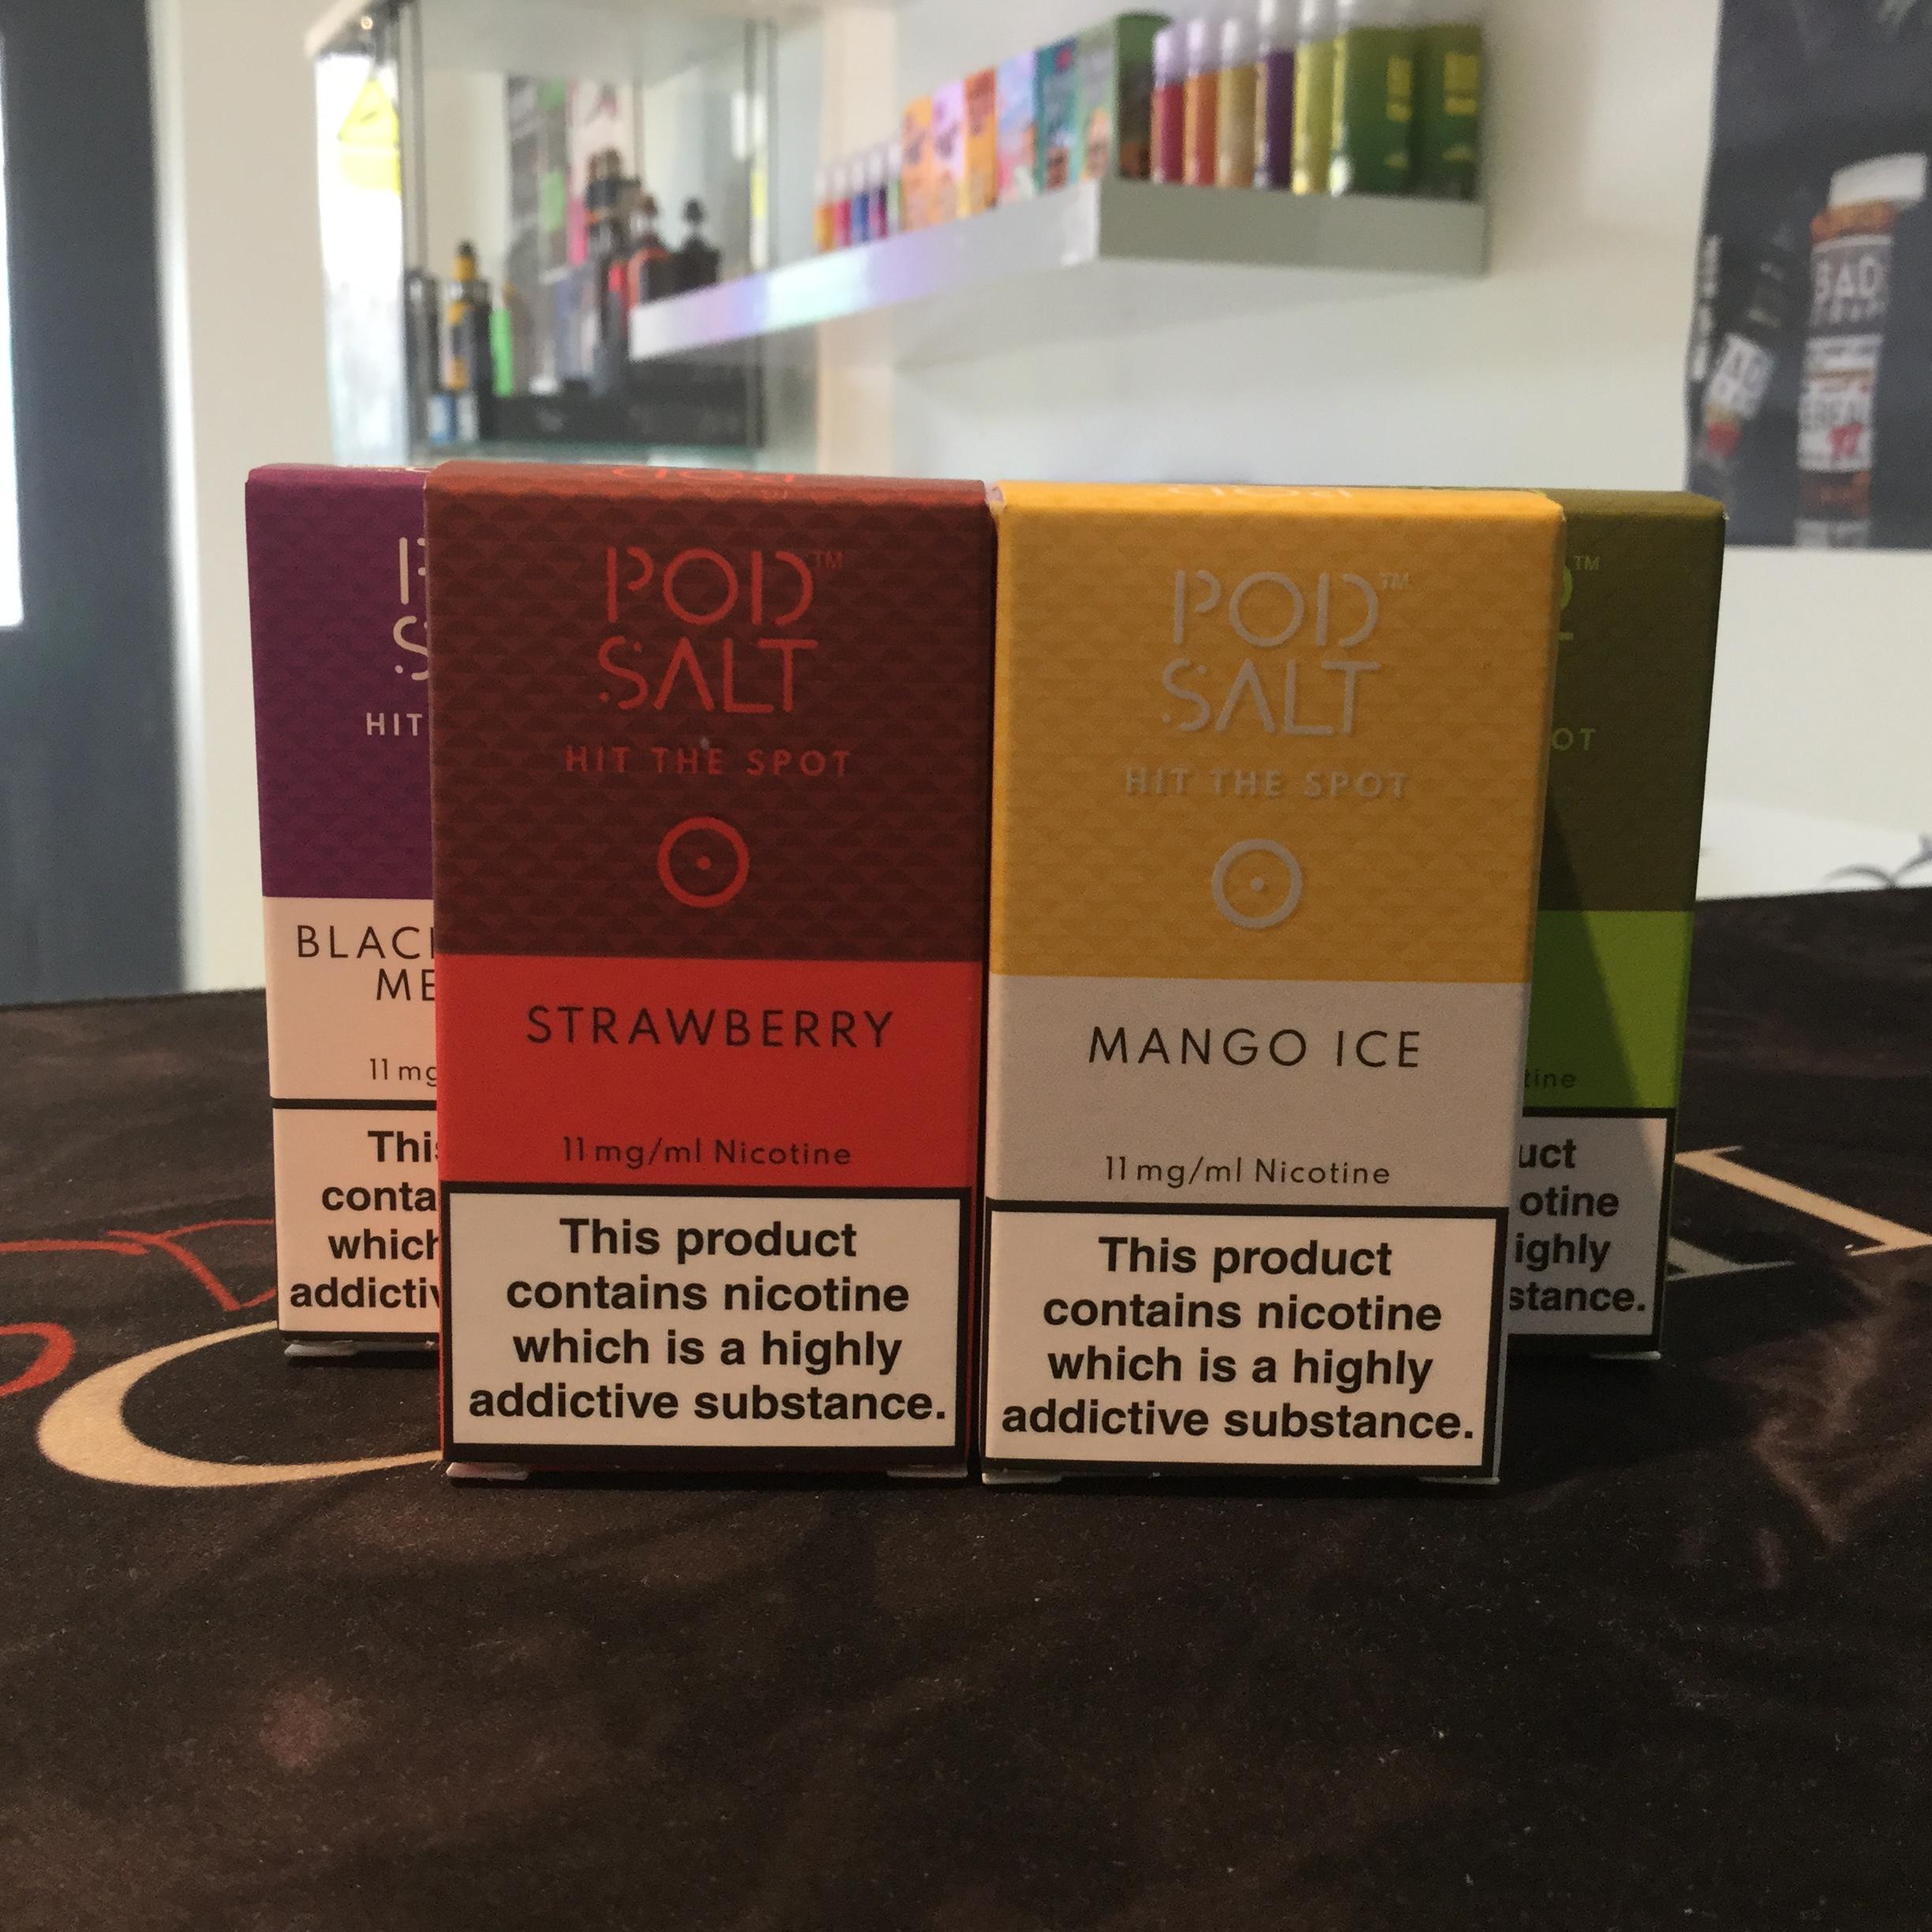 HIT
BLAC
ME
11 mg
This
conta
which
addictiv
POD™
SALT
HIT THE SPOT
STRAWBERRY
11 mg/ml Nicotine
This product
contains nicotine
which is a highly
addictive substance.
POD™
SALT
HIT THE SPOT
MANGO ICE
11 mg/ml Nicotine
This product
contains nicotine
which is a highly
addictive substance.
TM
OT
tine
uct
otine
ighly
stance.
BAD